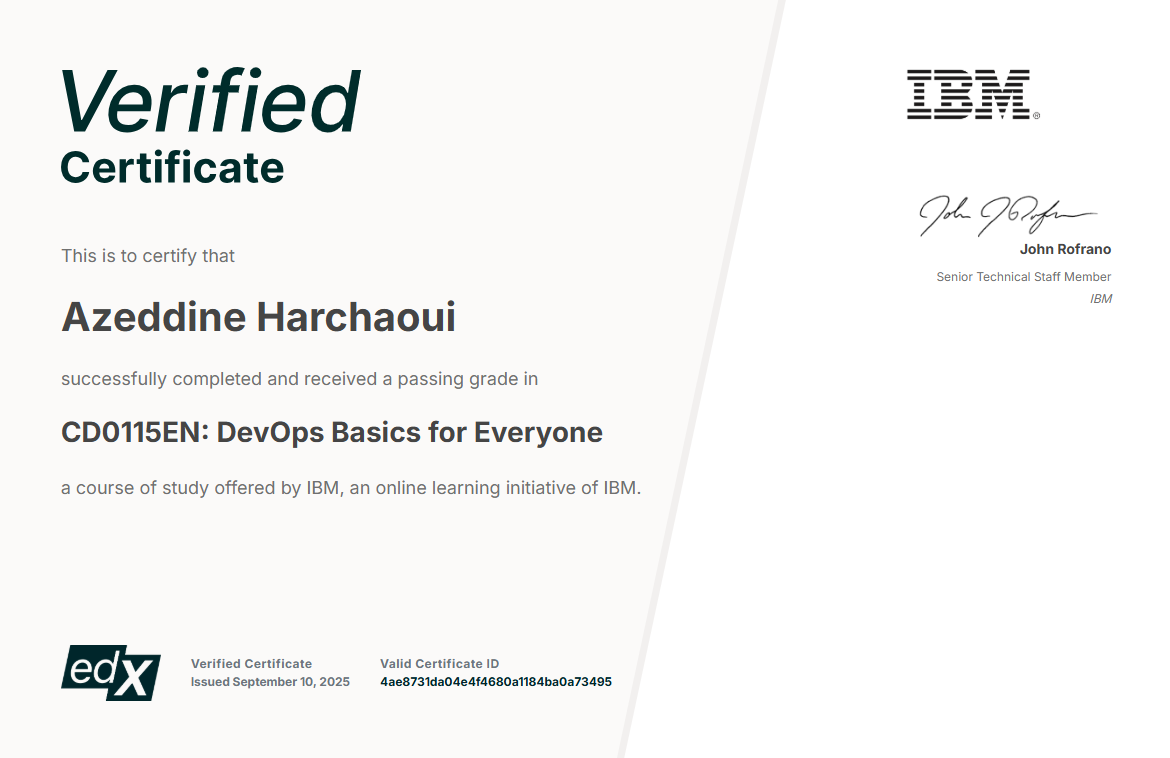 Verified
Certificate
This is to certify that
Azeddine Harchaoui
successfully completed and received a passing grade in
CD0115EN: DevOps Basics for Everyone
a course of study offered by IBM, an online learning initiative of IBM.
edX
Verified Certificate
Issued September 10, 2025
Valid Certificate ID
4ae8731da04e4f4680a1184ba0a73495
IBM®
John J Rofrano
John Rofrano
Senior Technical Staff Member
IBM